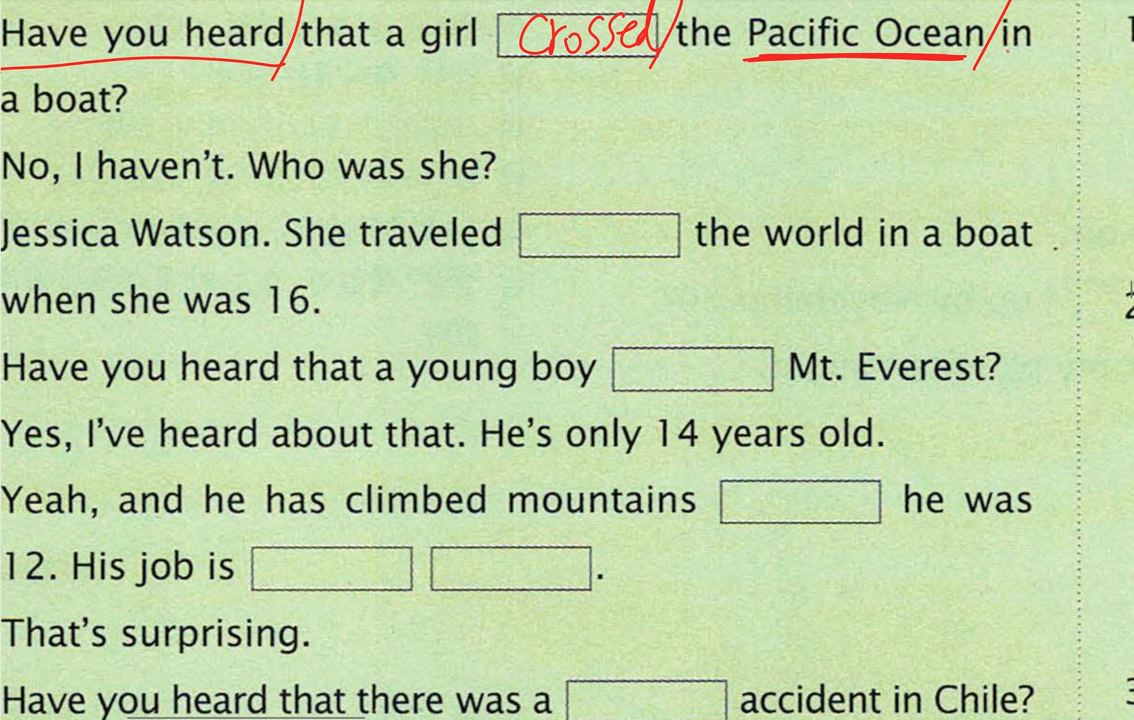 Have you heard that a girl Crossed the Pacific Ocean in
a boat?
No, I haven't. Who was she?
Jessica Watson. She traveled the world in a boat
when she was 16.
Have you heard that a young boy Mt. Everest?
Yes, I've heard about that. He's only 14 years old.
Yeah, and he has climbed mountains he was
12. His job is .
That's surprising.
Have you heard that there was a accident in Chile?